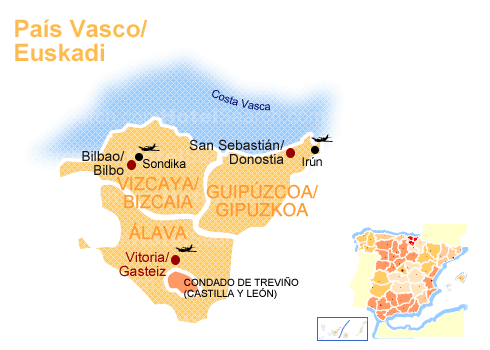 País Vasco/
Euskadi
Costa Vasca
San Sebastián/
Donostia
Irún
Bilbao/
Bilbo
Sondika
VIZCAYA/
BIZCAIA
GUIPÚZCOA/
GIPUZKOA
ÁLAVA
Vitoria/
Gasteiz
CONDADO DE TREVIÑO
(CASTILLA Y LEÓN)